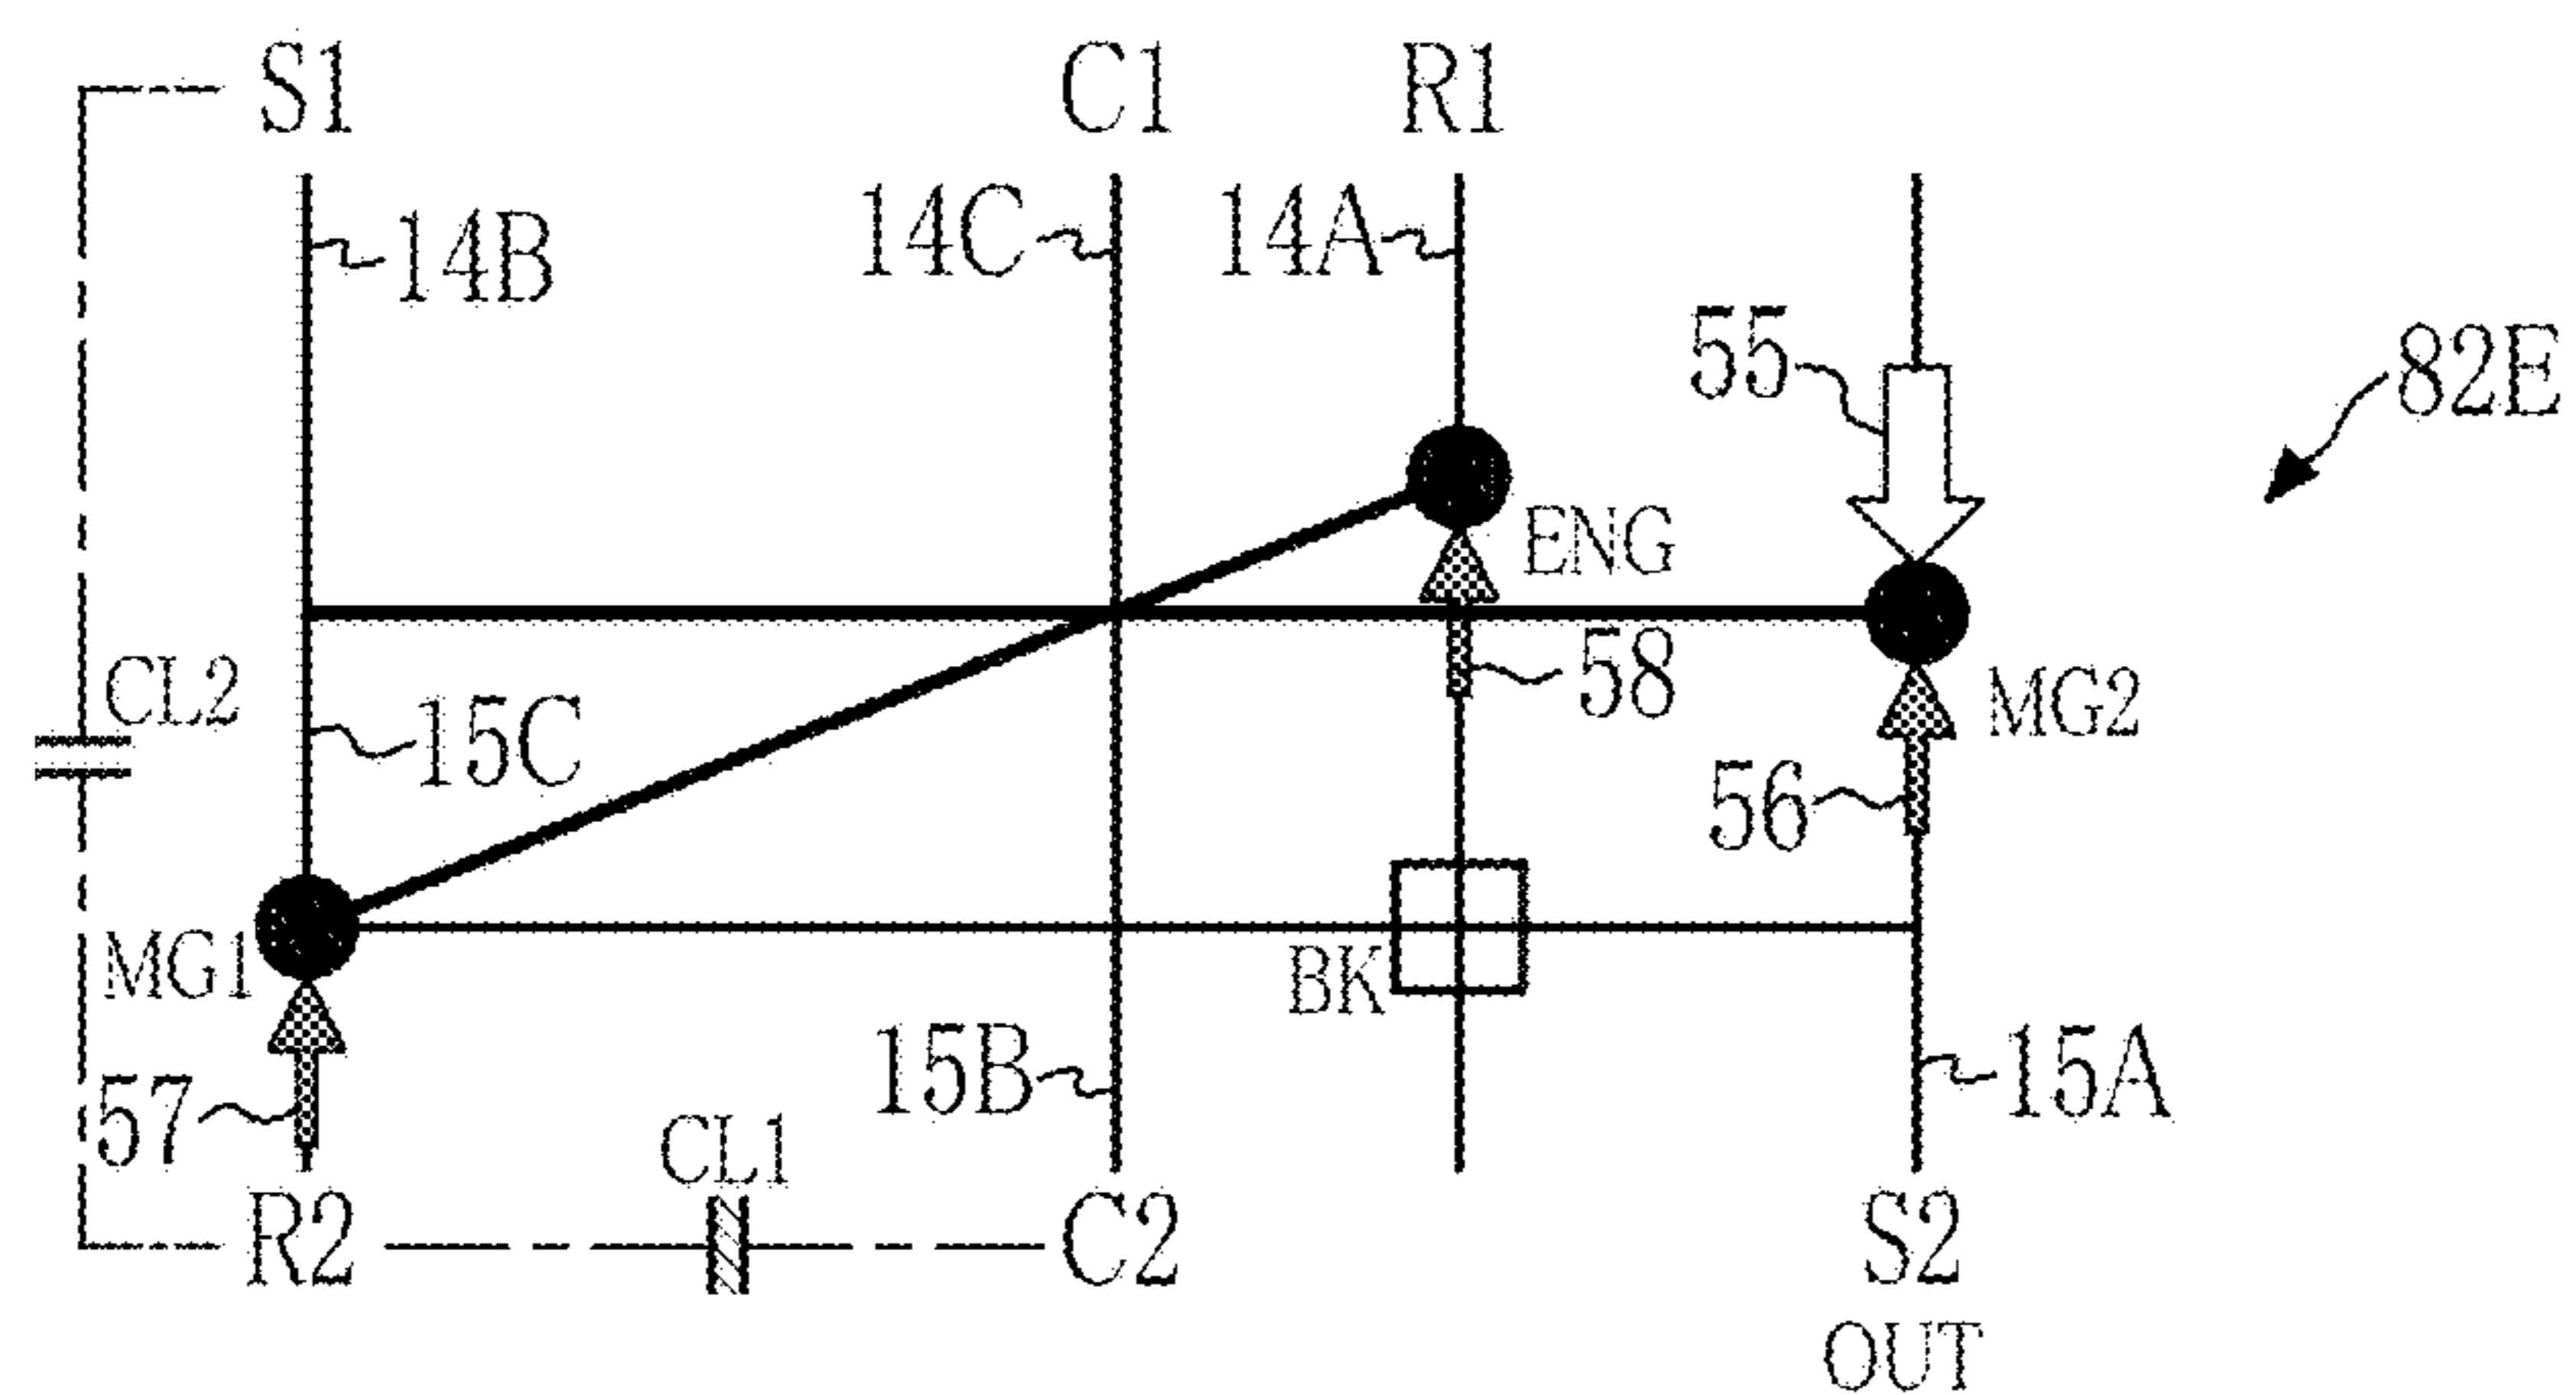 S1 C1 R1
14B 14C 14A
55 82E
ENG
CL2 15C 58 MG2
56
MG1 BK
57 15B 15A
CL1
R2 C2 S2
OUT